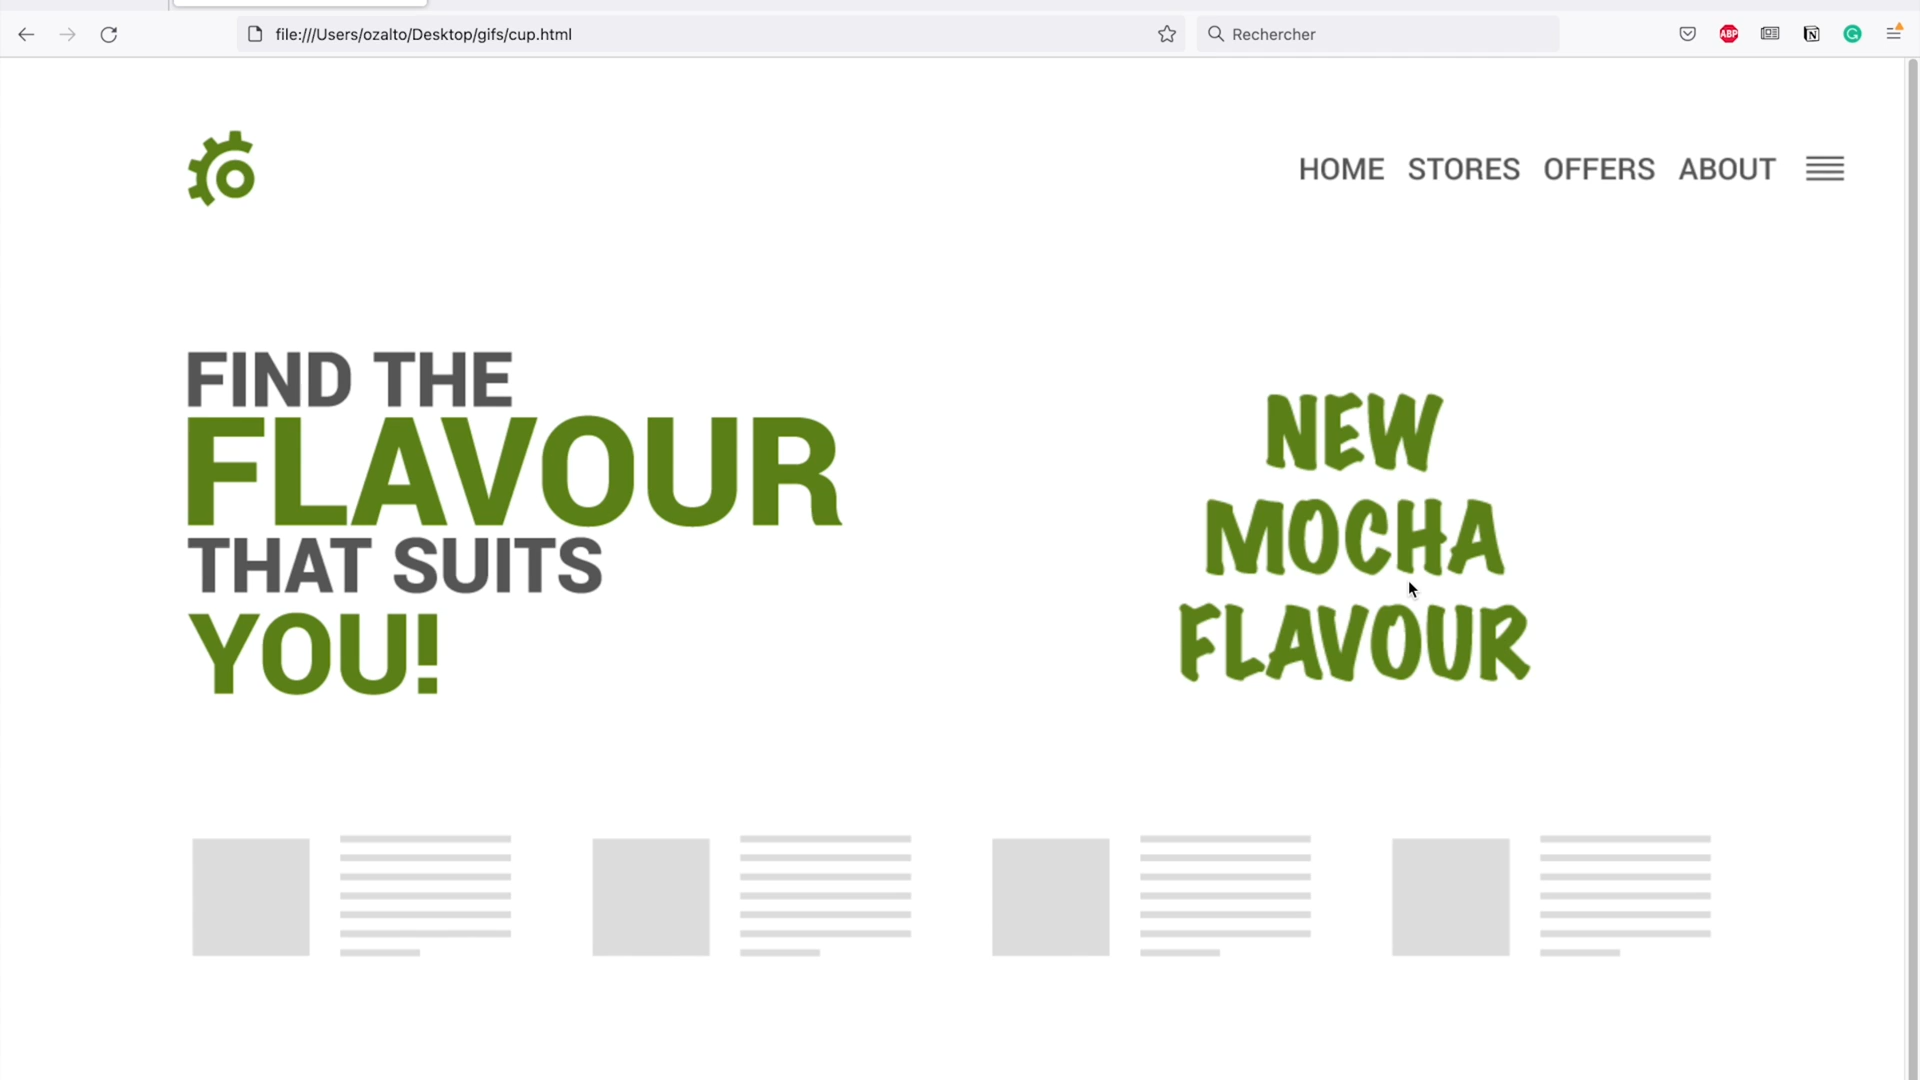 file:///Users/ozalto/Desktop/gifs/cup.html
Rechercher
ABP
HOME STORES OFFERS ABOUT
FIND THE
FLAVOUR
THAT SUITS
YOU!
NEW
MOCHA
FLAVOUR